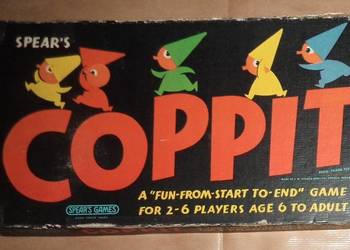 SPEAR'S
COPPIT
A "FUN-FROM-START TO-END" GAME
SPEAR'S GAMES
FOR 2-6 PLAYERS AGE 6 TO ADULT